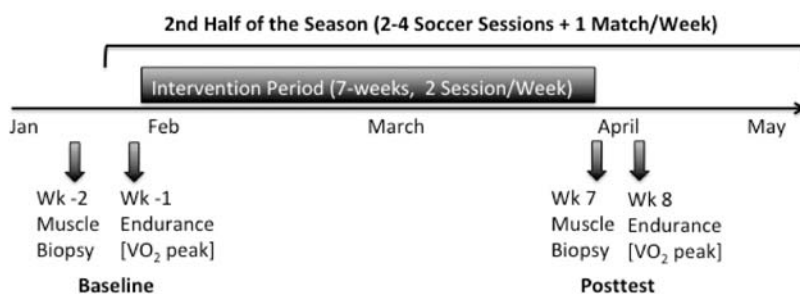 2nd Half of the Season (2-4 Soccer Sessions + 1 Match/Week)
Intervention Period (7-weeks, 2 Session/Week)
Jan Feb March April May
Wk -2 Wk -1 Wk 7 Wk 8
Muscle Endurance Muscle Endurance
Biopsy [VO₂ peak] Biopsy [VO₂ peak]
Baseline Posttest